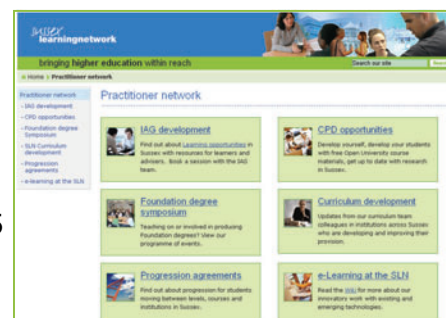 sussex
learningnetwork
bringing higher education within reach
Search our site
Home > Practitioner network
Practitioner network
- IAG development
- CPD opportunities
- Foundation degree
Symposium
- SLN Curriculum
development
- Progression
agreements
- e-learning at the SLN
Practitioner network
IAG development
Find out about Learning opportunities in
Sussex with resources for learners and
advisers. Book a session with the IAG
team.
CPD opportunities
Develop yourself, develop your students
with free Open University course
materials, get up to date with research
in Sussex.
Foundation degree
symposium
Teaching on or involved in producing
Foundation degrees? View our
programme of events.
Curriculum development
Updates from our curriculum team
colleagues in institutions across Sussex
who are developing and improving their
provision.
Progression agreements
Find out about progression for students
moving between levels, courses and
institutions in Sussex.
e-Learning at the SLN
Read the Wiki for more about our
innovators work with existing and
emerging technologies.